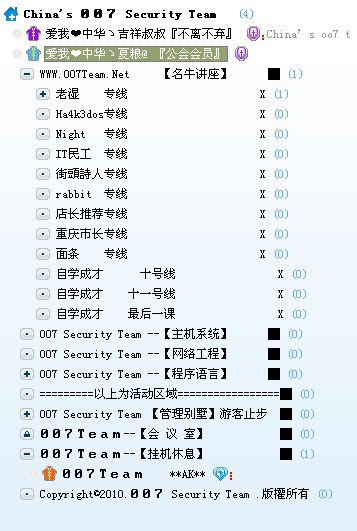 China's 007 Security Team (4)
爱我❤中华ゝ吉祥叔叔『不离不弃』 :China's oo7 t
爱我❤中华ゝ夏粮@ 『公会会员』
WWW.007Team.Net 【名牛讲座】 ■ (1)
老湿 专线 X (1)
Ha4k3dos专线 X (0)
Night 专线 X (0)
IT民工 专线 X (0)
街頭詩人专线 X (0)
rabbit 专线 X (0)
店长推荐专线 X (0)
重庆市长专线 X (0)
面条 专线 X (0)
自学成才 十号线 X (0)
自学成才 十一号线 X (0)
自学成才 最后一课 X (0)
007 Security Team --【主机系统】 ■ (0)
007 Security Team --【网络工程】 ■ (0)
007 Security Team --【程序语言】 ■ (0)
=========以上为活动区域=================■ (0)
007 Security Team 【管理别墅】游客止步 ■ (0)
007Team--【会 议 室】 ■ (0)
007Team--【挂机休息】 ■ (1)
007Team **AK** :
Copyright©2010.007 Security Team .版權所有 (0)